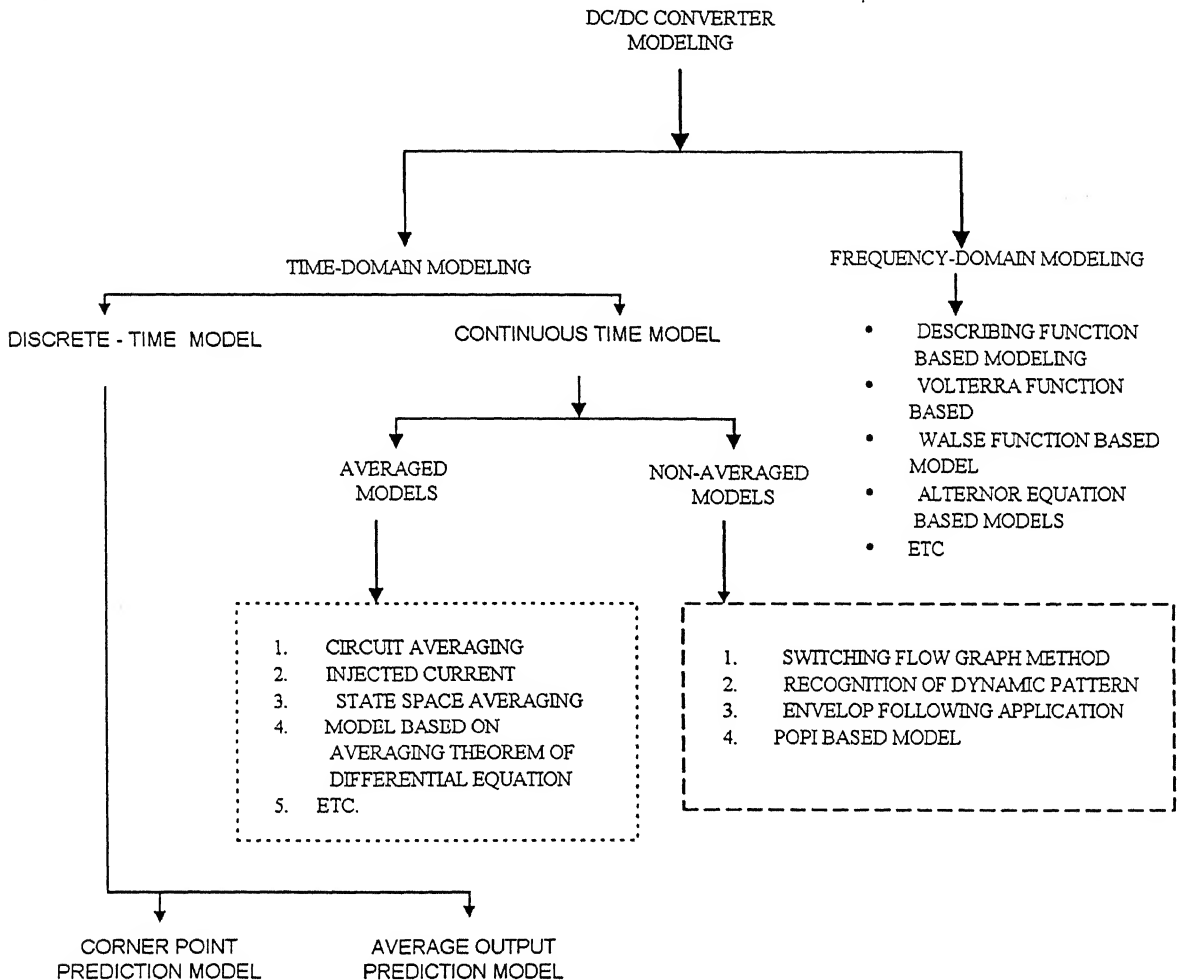 DC/DC CONVERTER
MODELING
TIME-DOMAIN MODELING
FREQUENCY-DOMAIN MODELING
DISCRETE - TIME MODEL
CONTINUOUS TIME MODEL
• DESCRIBING FUNCTION
BASED MODELING
• VOLTERRA FUNCTION
BASED
• WALSE FUNCTION BASED
MODEL
• ALTERNOR EQUATION
BASED MODELS
• ETC
AVERAGED
MODELS
NON-AVERAGED
MODELS
1. CIRCUIT AVERAGING
2. INJECTED CURRENT
3. STATE SPACE AVERAGING
4. MODEL BASED ON
AVERAGING THEOREM OF
DIFFERENTIAL EQUATION
5. ETC.
1. SWITCHING FLOW GRAPH METHOD
2. RECOGNITION OF DYNAMIC PATTERN
3. ENVELOP FOLLOWING APPLICATION
4. POPI BASED MODEL
CORNER POINT
PREDICTION MODEL
AVERAGE OUTPUT
PREDICTION MODEL